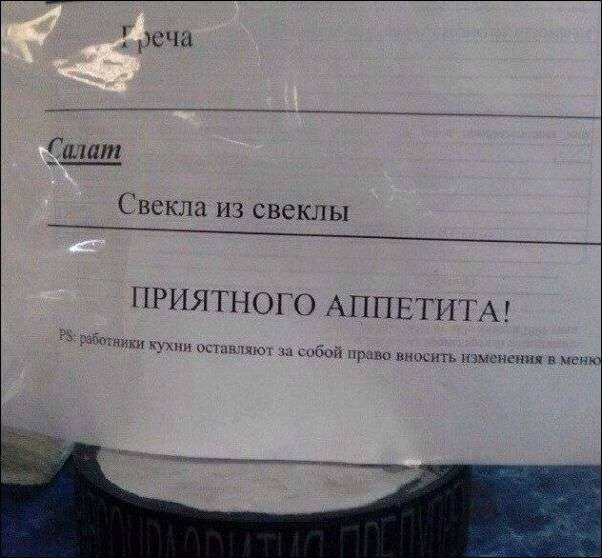 Греча
Салат
Свекла из свеклы
ПРИЯТНОГО АППЕТИТА!
PS: работники кухни оставляют за собой право вносить изменения в меню